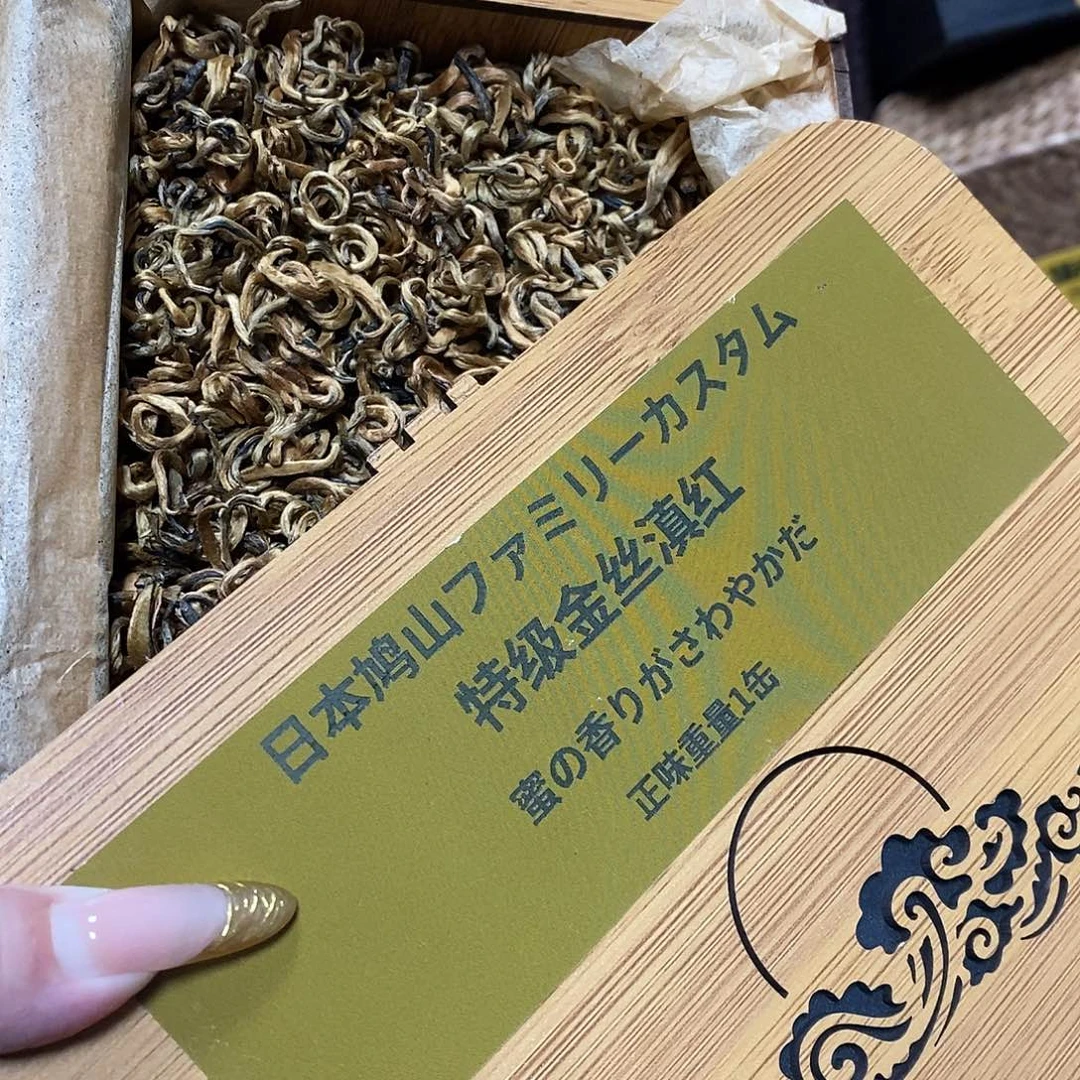 日本鳩山ファミリーカスタム
特级金丝滇红
蜜の香りがさわやかだ
正味重量1缶